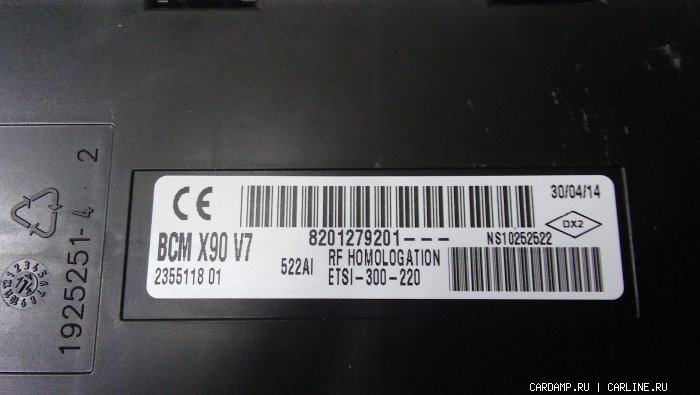 1925251-4 2
CE
30/04/14
BCM X90 V7
8201279201---
DX2
NS10252522
2355118 01
522AI
RF HOMOLOGATION
ETSI-300-220
CARDAMP.RU | CARLINE.RU